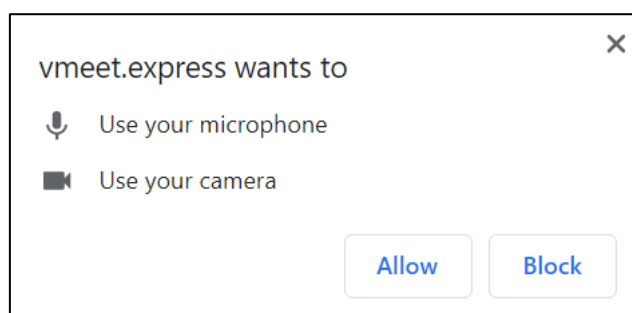 vmeet.express wants to
Use your microphone
Use your camera
Allow Block